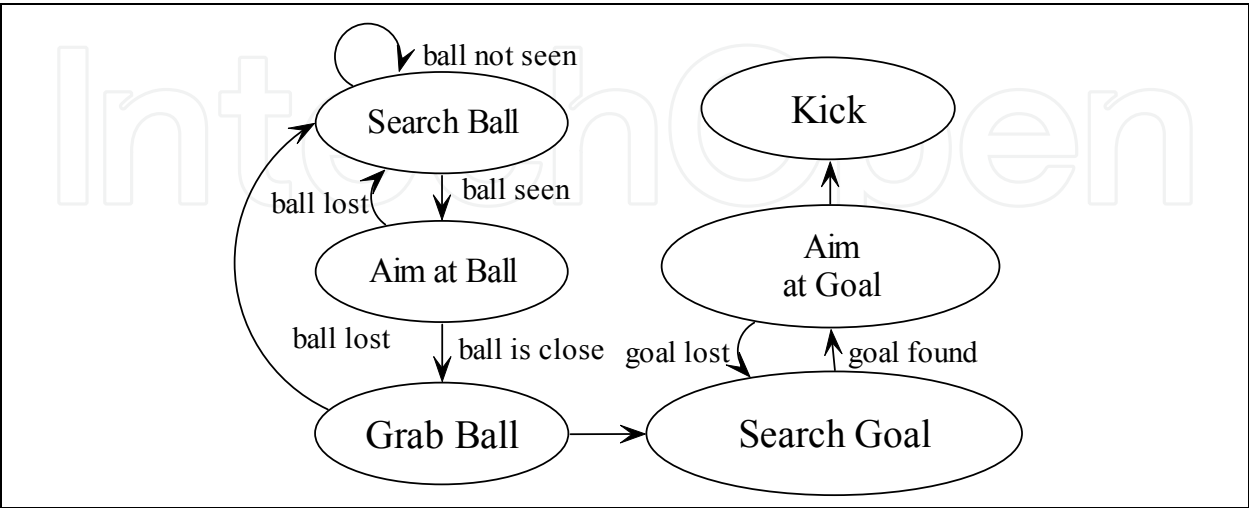 IntechOpen
ball not seen
Search Ball
ball seen
ball lost
Aim at Ball
ball lost
ball is close
Grab Ball
Kick
Aim
at Goal
goal lost
goal found
Search Goal